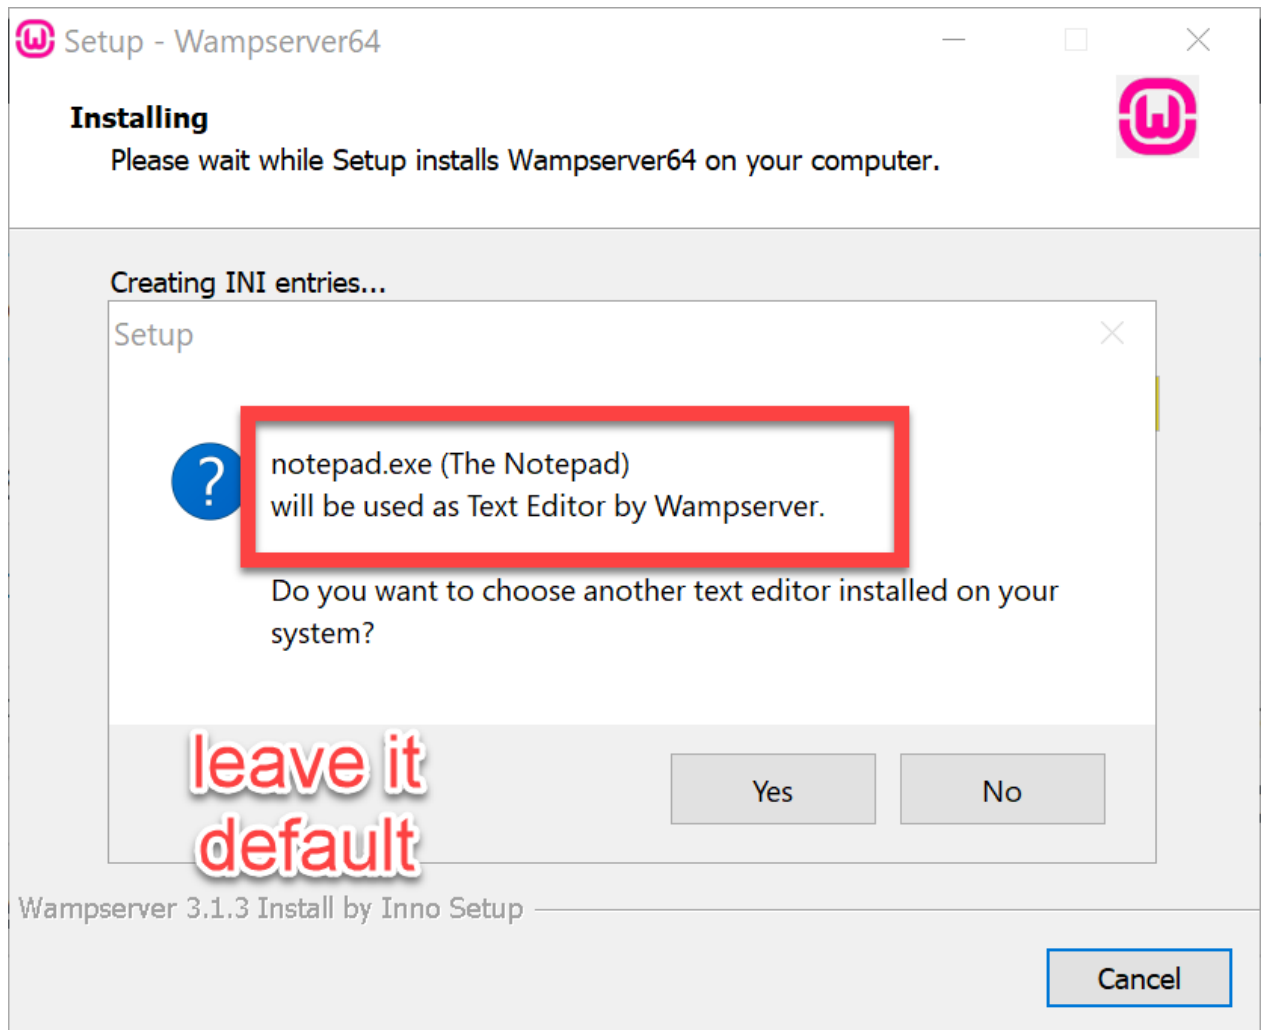 Setup - Wampserver64
Installing
Please wait while Setup installs Wampserver64 on your computer.
Creating INI entries...
Setup
notepad.exe (The Notepad)
will be used as Text Editor by Wampserver.
Do you want to choose another text editor installed on your
system?
leave it
default
Yes
No
Wampserver 3.1.3 Install by Inno Setup
Cancel